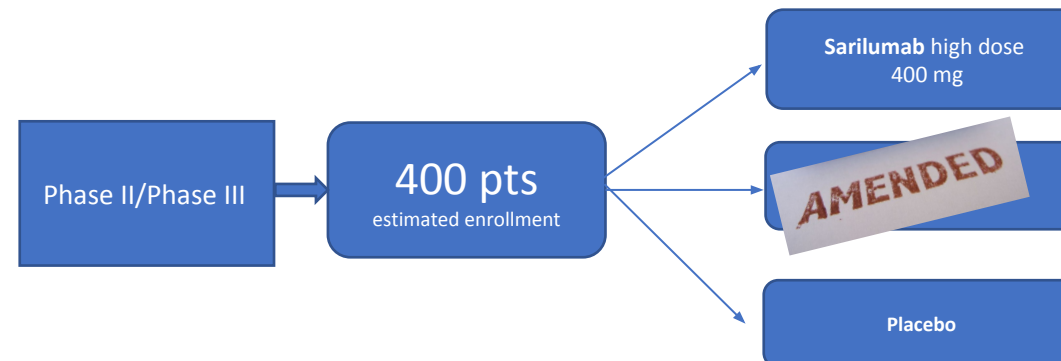 Phase II/Phase III
400 pts
estimated enrollment
Sarilumab high dose
400 mg
AMENDED
Placebo